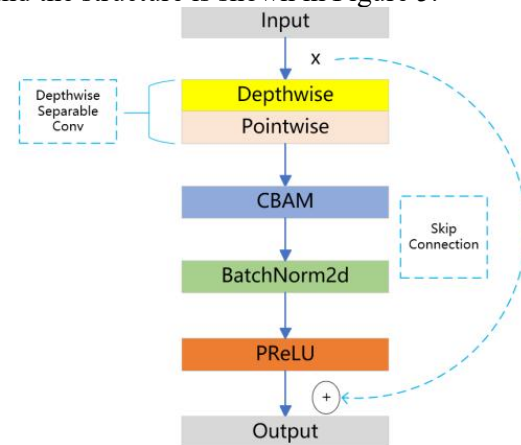 nd the structure is shown in Figure 3.
Input
x
Depthwise
Separable
Conv
Depthwise
Pointwise
CBAM
Skip
Connection
BatchNorm2d
PReLU
+
Output